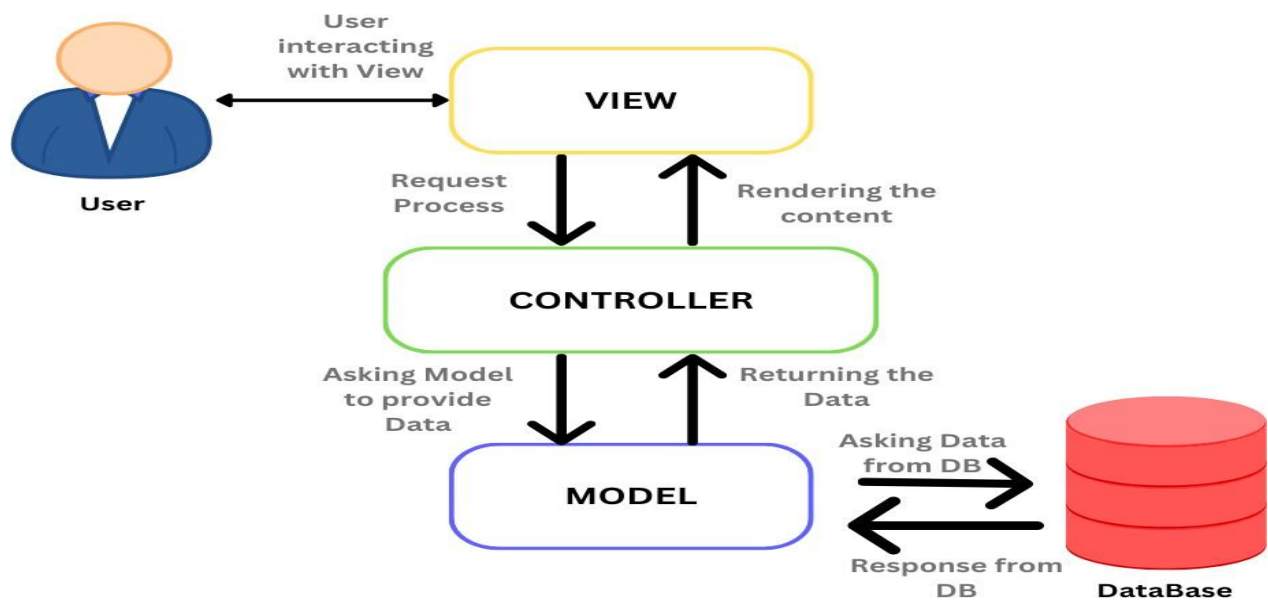 User
interacting
with View
VIEW
User
Request
Process
Rendering the
content
CONTROLLER
Asking Model
to provide
Data
Returning the
Data
MODEL
Asking Data
from DB
Response from
DB
DataBase